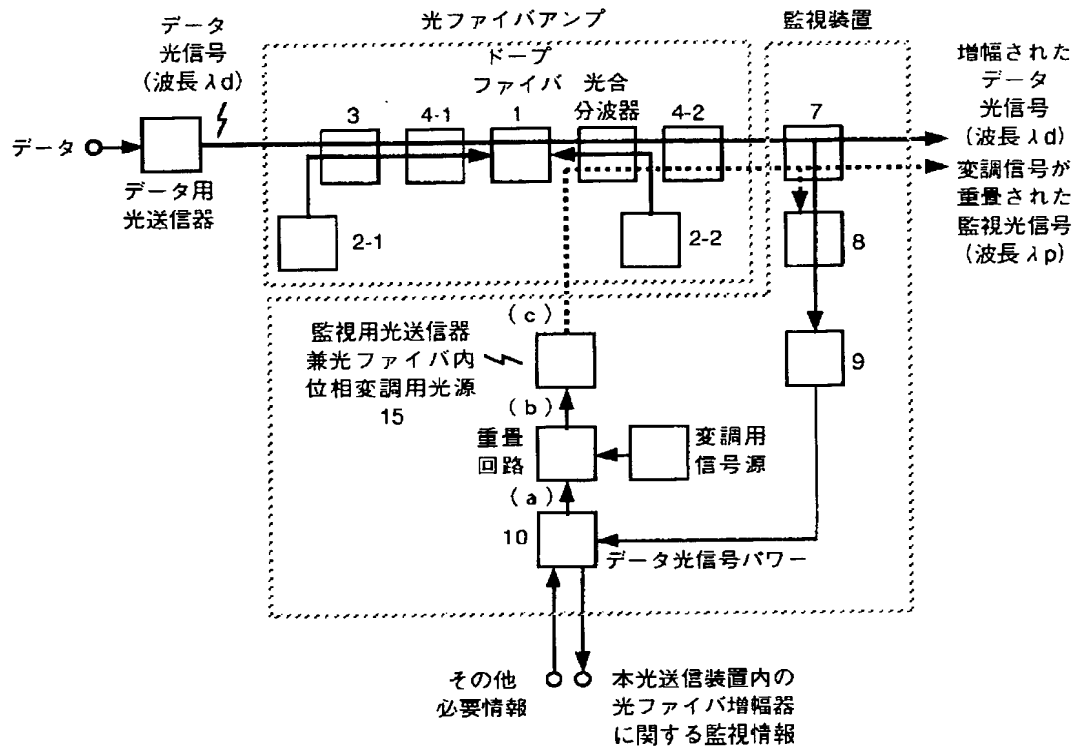 光ファイバアンプ
監視装置
データ
光信号
(波長λd)
ドープ
ファイバ
光合
分波器
3
4-1
1
4-2
7
増幅された
データ
光信号
(波長λd)
データ
データ用
光送信器
変調信号が
重畳された
監視光信号
(波長λp)
2-1
2-2
8
(c)
監視用光送信器
兼光ファイバ内
位相変調用光源
15
9
(b)
重畳
回路
変調用
信号源
(a)
10
データ光信号パワー
その他
必要情報
本光送信装置内の
光ファイバ増幅器
に関する監視情報